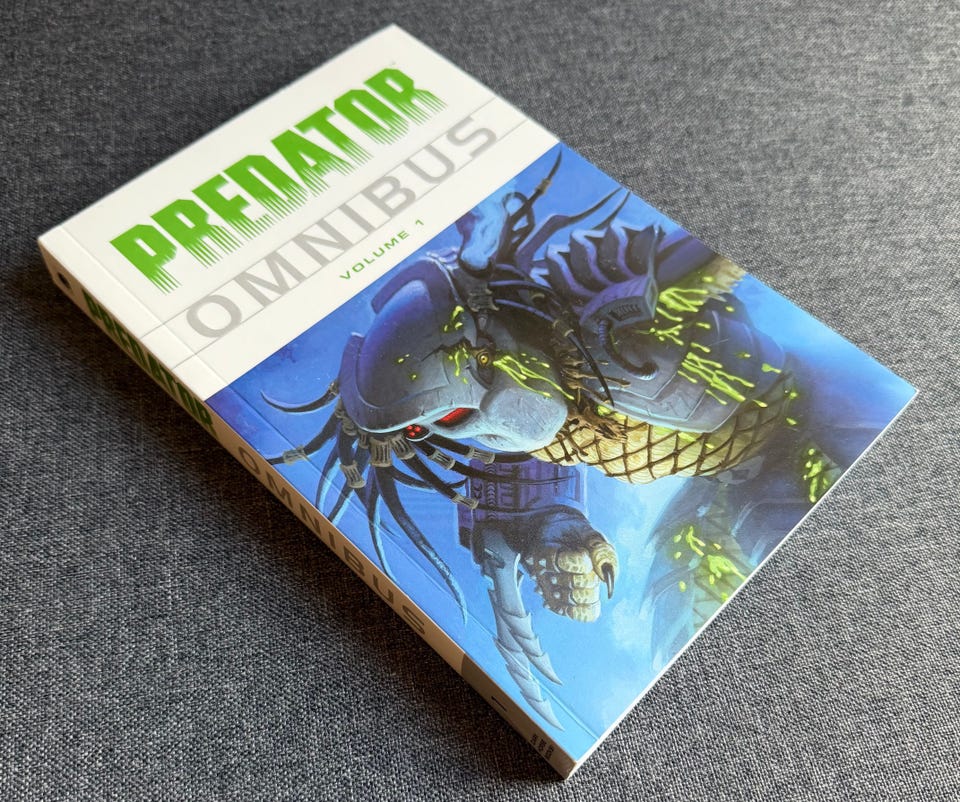 PREDATOR
OMNIBUS
VOLUME 1
PREDATOR
OMNIBUS